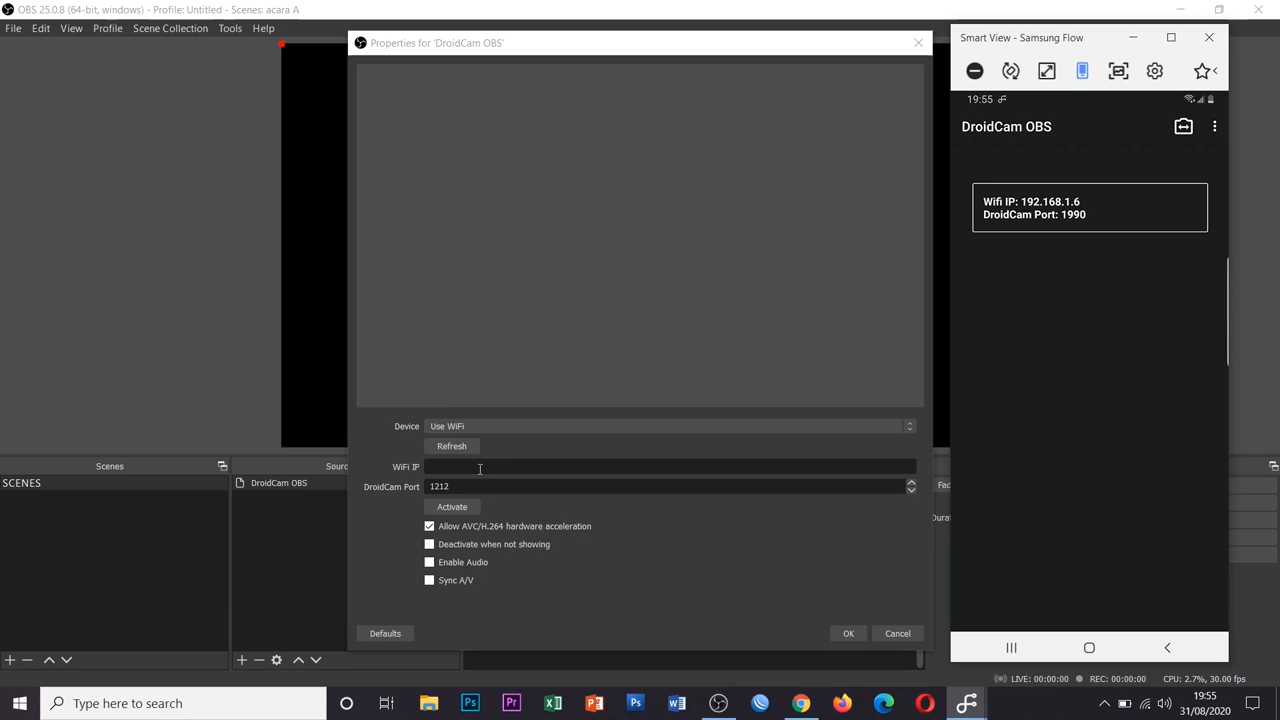 OBS 25.0.8 (64-bit, windows) - Profile: Untitled - Scenes: acara A
File Edit View Profile Scene Collection Tools Help
Properties for 'DroidCam OBS'
Device Use WiFi
Refresh
WiFi IP
DroidCam Port 1212
Activate
Allow AVC/H.264 hardware acceleration
Deactivate when not showing
Enable Audio
Sync A/V
Defaults OK Cancel
Smart View - Samsung Flow
19:55
DroidCam OBS
Wifi IP: 192.168.1.6
DroidCam Port: 1990
Scenes
SCENES
Sourc
DroidCam OBS
Fad
Durat
LIVE: 00:00:00 REC: 00:00:00 CPU: 2.7%, 30.00 fps
Type here to search
19:55
31/08/2020